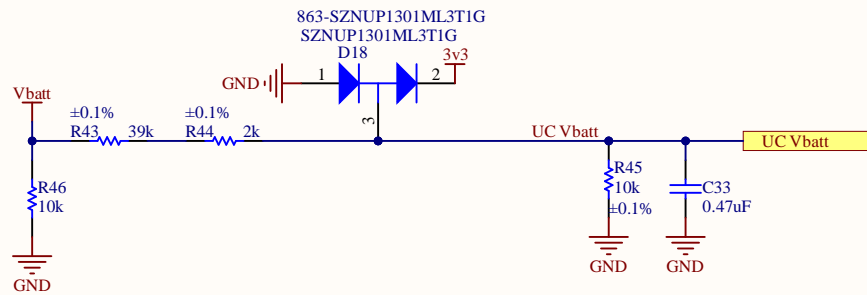 863-SZNUP1301ML3T1G
SZNUP1301ML3T1G
D18
3v3
GND
1
2
3
Vbatt
±0.1%
R43
39k
±0.1%
R44
2k
UC Vbatt
UC Vbatt
R46
10k
GND
R45
10k
±0.1%
GND
C33
0.47uF
GND